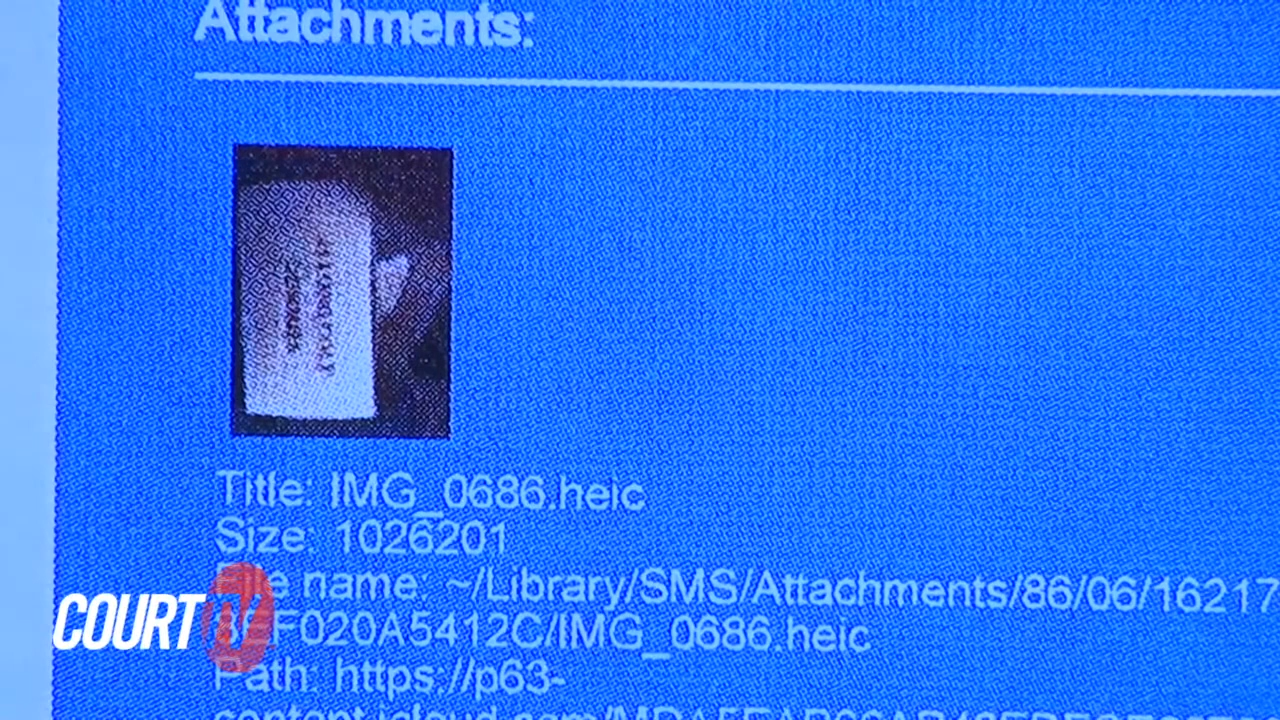 Attachments:
Title: IMG_0686.heic
Size: 1026201
File name: ~/Library/SMS/Attachments/86/06/16217
F020A5412C/IMG_0686.heic
Path: https://p63-
COURT TV